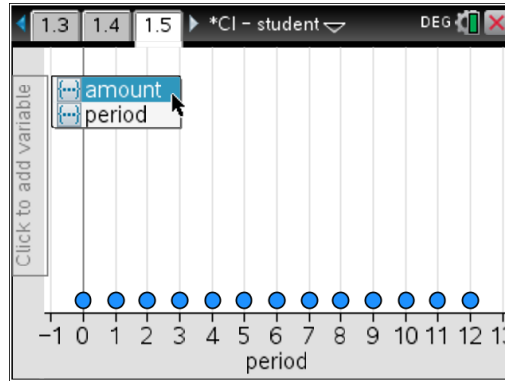 1.3 1.4 1.5 *CI – student DEG
Click to add variable
amount
period
-1 0 1 2 3 4 5 6 7 8 9 10 11 12 13
period